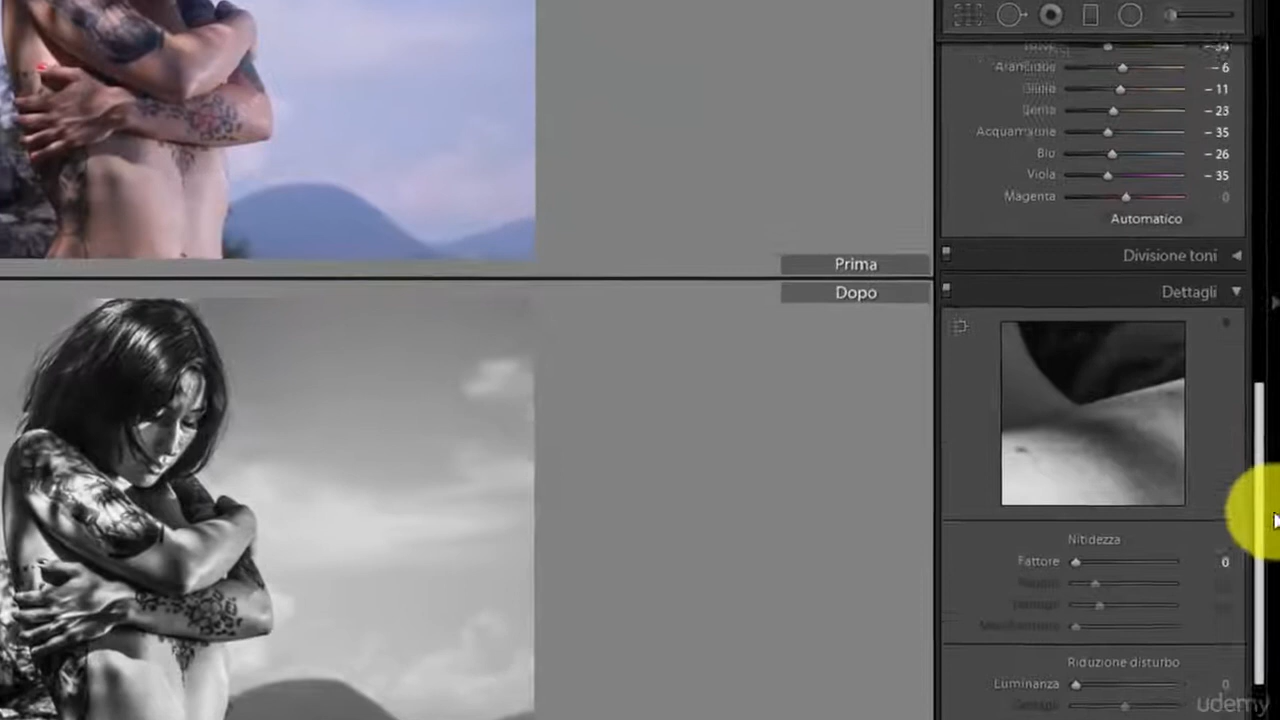 -34
Arancione -6
Giallo -11
Verde -23
Acquamarina -35
Blu -26
Viola -35
Magenta 0
Automatico
Divisione toni
Prima
Dopo
Dettagli
Nitidezza
Fattore 0
Riduzione disturbo
Luminanza 0
udemy